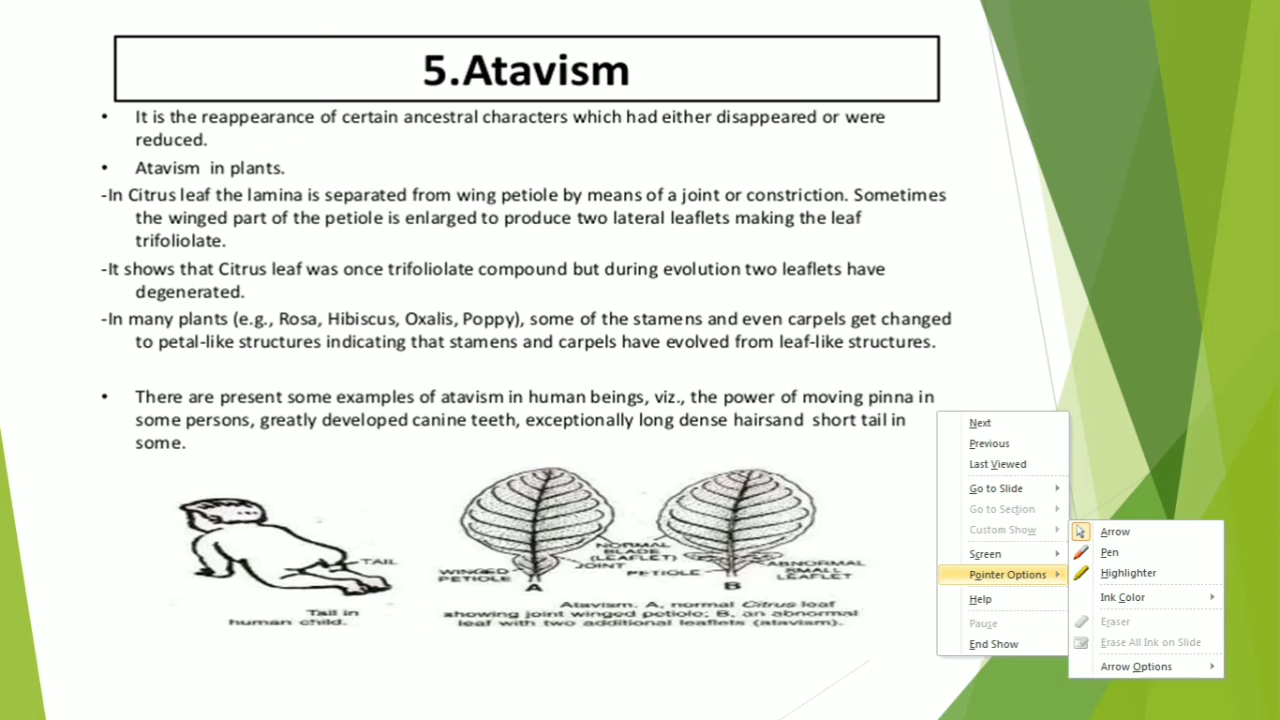 5.Atavism
• It is the reappearance of certain ancestral characters which had either disappeared or were
reduced.
• Atavism in plants.
-In Citrus leaf the lamina is separated from wing petiole by means of a joint or constriction. Sometimes
the winged part of the petiole is enlarged to produce two lateral leaflets making the leaf
trifoliolate.
-It shows that Citrus leaf was once trifoliolate compound but during evolution two leaflets have
degenerated.
-In many plants (e.g., Rosa, Hibiscus, Oxalis, Poppy), some of the stamens and even carpels get changed
to petal-like structures indicating that stamens and carpels have evolved from leaf-like structures.
• There are present some examples of atavism in human beings, viz., the power of moving pinna in
some persons, greatly developed canine teeth, exceptionally long dense hairsand short tail in
some.
TAIL
Tail in
human child.
WINGED
PETIOLE
NORMAL
BLADE
(LEAFLET)
JOINT
PETIOLE
ABNORMAL
SMALL
LEAFLET
A
B
Atavism. A, normal Citrus leaf
showing joint winged petiole; B, an abnormal
leaf with two additional leaflets (atavism).
Next
Previous
Last Viewed
Go to Slide
Go to Section
Custom Show
Screen
Pointer Options
Help
Pause
End Show
Arrow
Pen
Highlighter
Ink Color
Eraser
Erase All Ink on Slide
Arrow Options